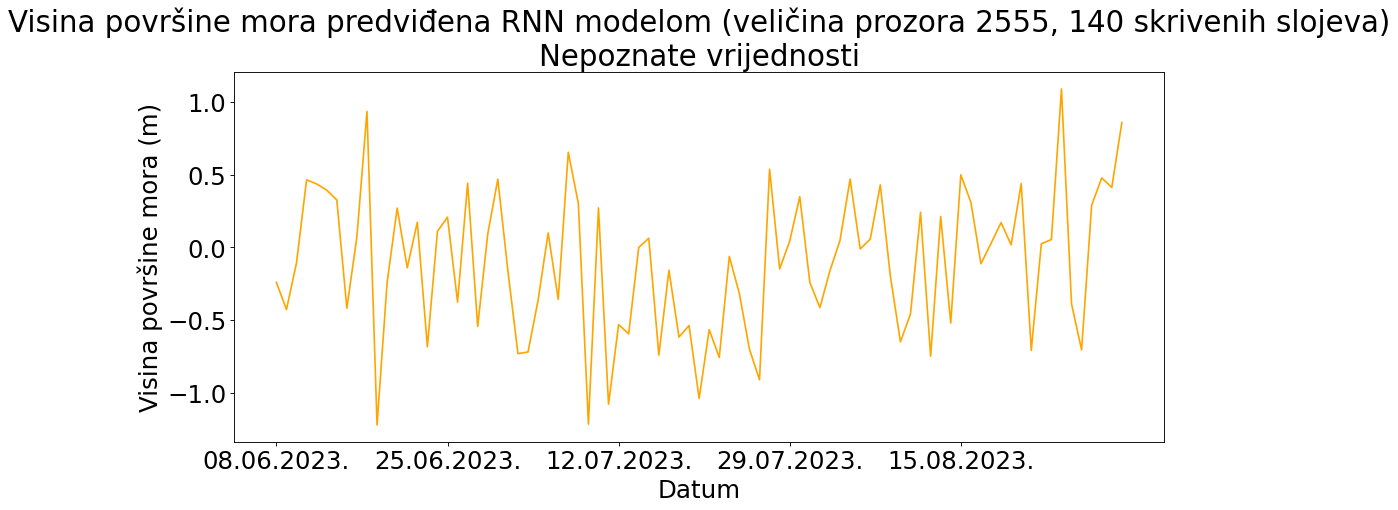 Visina površine mora predviđena RNN modelom (veličina prozora 2555, 140 skrivenih slojeva)
Nepoznate vrijednosti
Visina površine mora (m)
1.0
0.5
0.0
−0.5
−1.0
08.06.2023. 25.06.2023. 12.07.2023. 29.07.2023. 15.08.2023.
Datum